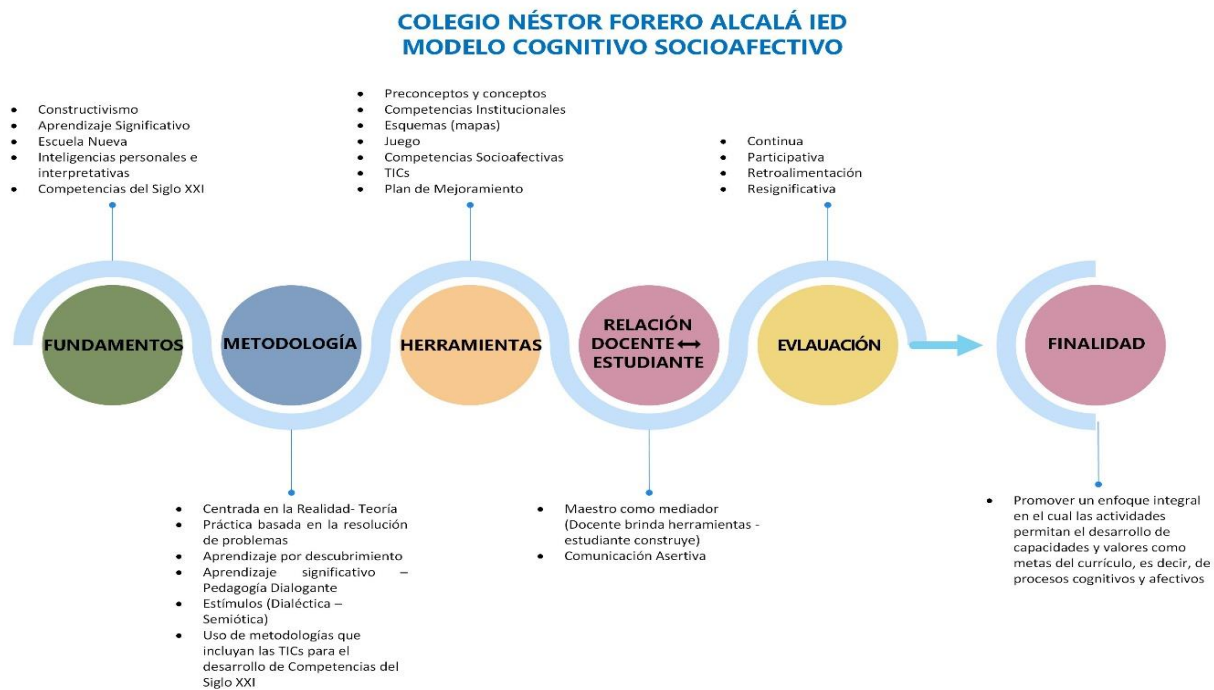 COLEGIO NÉSTOR FORERO ALCALÁ IED
MODELO COGNITIVO SOCIOAFECTIVO
• Constructivismo
• Aprendizaje Significativo
• Escuela Nueva
• Inteligencias personales e
interpretativas
• Competencias del Siglo XXI
• Preconceptos y conceptos
• Competencias Institucionales
• Esquemas (mapas)
• Juego
• Competencias Socioafectivas
• TICs
• Plan de Mejoramiento
• Continua
• Participativa
• Retroalimentación
• Resignificativa
FUNDAMENTOS
METODOLOGÍA
HERRAMIENTAS
RELACIÓN
DOCENTE ↔
ESTUDIANTE
EVLAUACIÓN
FINALIDAD
• Centrada en la Realidad- Teoría
• Práctica basada en la resolución
de problemas
• Aprendizaje por descubrimiento
• Aprendizaje significativo –
Pedagogía Dialogante
• Estímulos (Dialéctica –
Semiótica)
• Uso de metodologías que
incluyan las TICs para el
desarrollo de Competencias del
Siglo XXI
• Maestro como mediador
(Docente brinda herramientas -
estudiante construye)
• Comunicación Asertiva
• Promover un enfoque integral
en el cual las actividades
permitan el desarrollo de
capacidades y valores como
metas del currículo, es decir, de
procesos cognitivos y afectivos